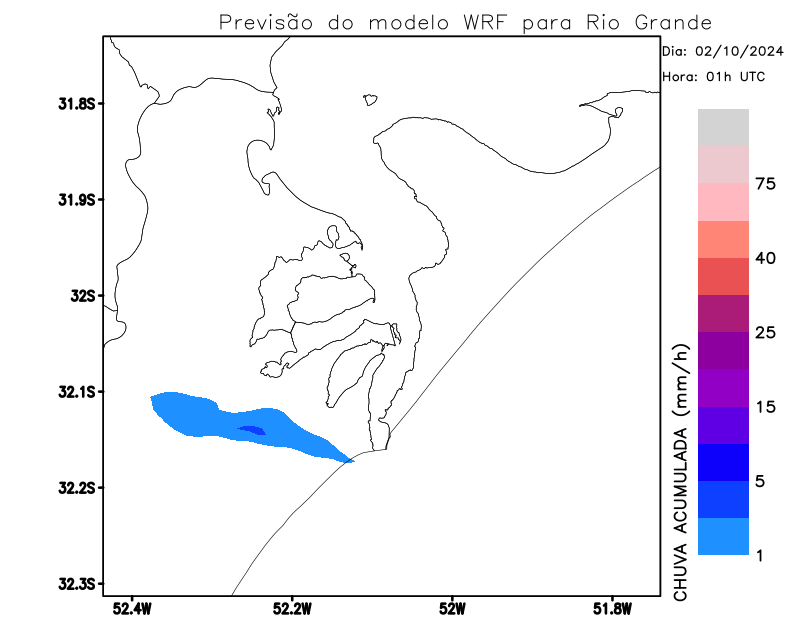 Previsão do modelo WRF para Rio Grande
Dia: 02/10/2024
Hora: 01h UTC
31.8S
31.9S
32S
32.1S
32.2S
32.3S
52.4W
52.2W
52W
51.8W
75
40
25
15
5
1
CHUVA ACUMULADA (mm/h)